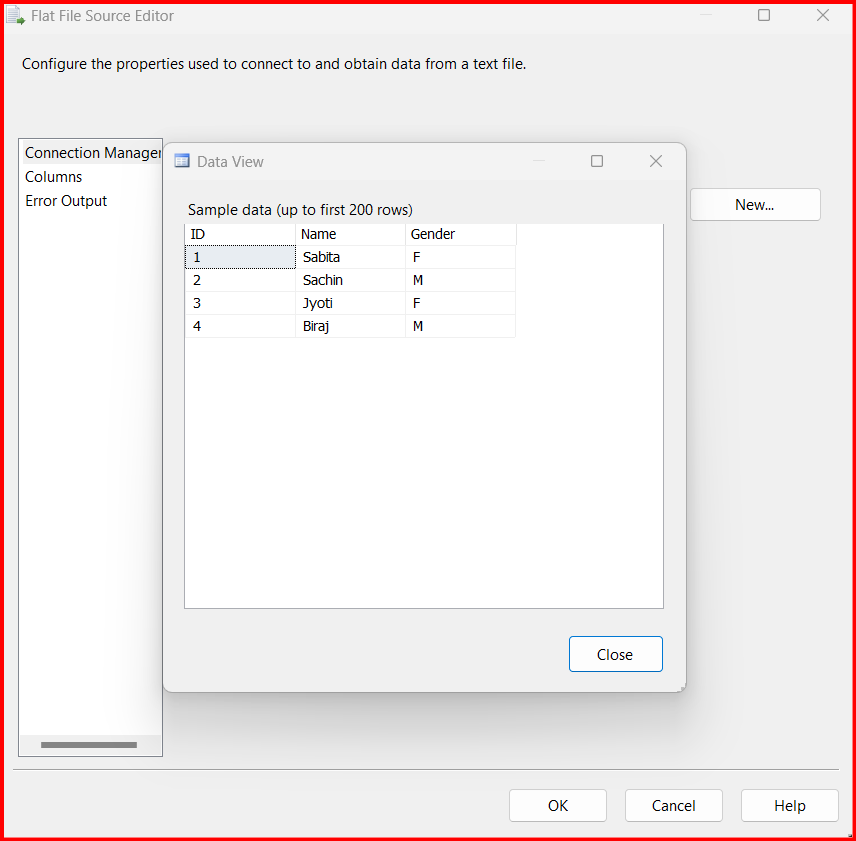 Flat File Source Editor
Configure the properties used to connect to and obtain data from a text file.
Connection Manager
Columns
Error Output
New...
Data View
Sample data (up to first 200 rows)
ID Name Gender
1 Sabita F
2 Sachin M
3 Jyoti F
4 Biraj M
Close
OK Cancel Help